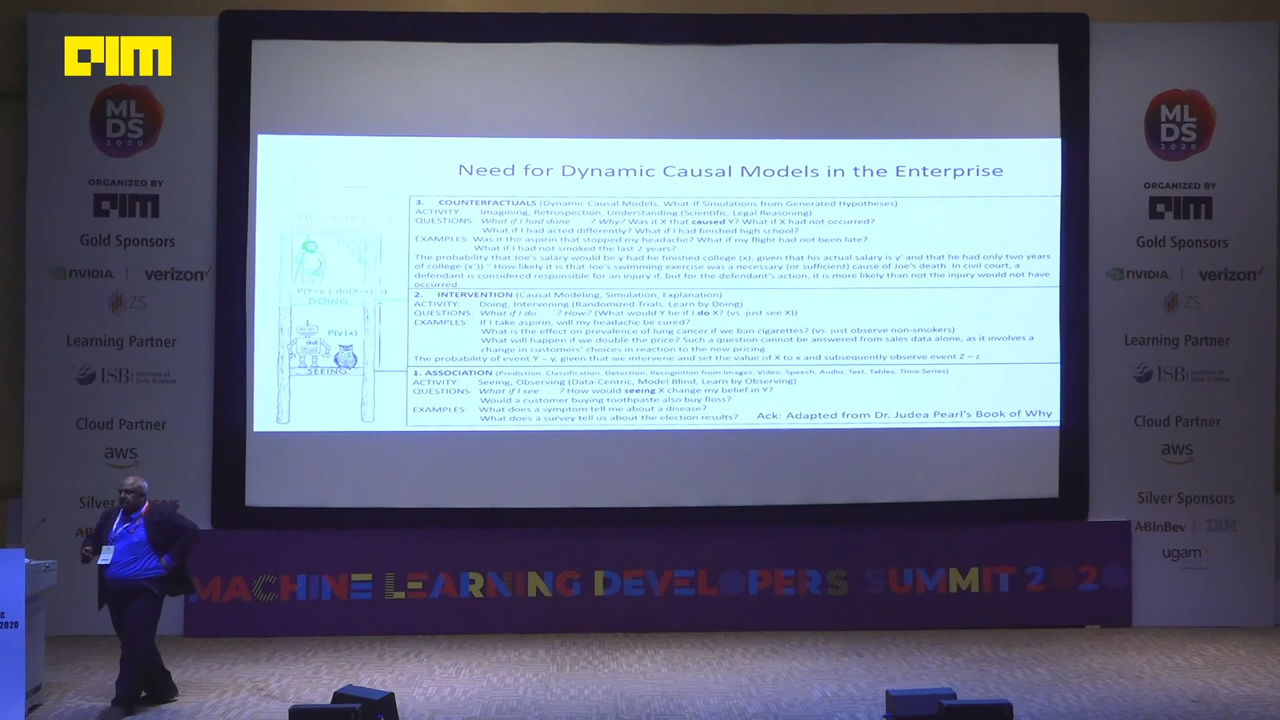 AIM
ML
DS
2020
ORGANIZED BY
AIM
Gold Sponsors
NVIDIA
verizon
ZS
Learning Partner
ISB
Cloud Partner
aws
Silver
Need for Dynamic Causal Models in the Enterprise
3. COUNTERFACTUALS (Dynamic Causal Models, What-If Simulations from Generated Hypotheses)
ACTIVITY: Imagining, Retrospection, Understanding (Scientific, Legal Reasoning)
QUESTIONS: What if I had done ? Why? Was it X that caused Y? What if X had not occurred?
What if I had acted differently? What if I had finished high school?
EXAMPLES: Was it the aspirin that stopped my headache? What if my flight had not been late?
What if I had not smoked the last 2 years?
The probability that Joe's salary would be y had he finished college (x), given that his actual salary is y' and that he had only two years
of college (x')).” How likely it is that Joe's swimming exercise was a necessary (or sufficient) cause of Joe's death. In civil court, a
defendant is considered responsible for an injury if, but for the defendant's action, it is more likely than not the injury would not have
occurred
DOING
P(y|x)
SEEING
2. INTERVENTION (Causal Modeling, Simulation, Explanation)
ACTIVITY: Doing, Intervening (Randomized Trials, Learn by Doing)
QUESTIONS: What if I do ? How? (What would Y be if I do X? (vs. just see X))
EXAMPLES: If I take aspirin, will my headache be cured?
What is the effect on prevalence of lung cancer if we ban cigarettes? (vs. just observe non-smokers)
What will happen if we double the price? Such a question cannot be answered from sales data alone, as it involves a
change in customers' choices in reaction to the new pricing.
The probability of event Y = y, given that we intervene and set the value of X to x and subsequently observe event Z = z
1. ASSOCIATION (Prediction, Classification, Detection, Recognition from Images, Video, Speech, Audio, Text, Tables, Time Series)
ACTIVITY: Seeing, Observing (Data-Centric, Model Blind, Learn by Observing)
QUESTIONS: What if I see ? How would seeing X change my belief in Y?
Would a customer buying toothpaste also buy floss?
EXAMPLES: What does a symptom tell me about a disease?
What does a survey tell us about the election results?
Ack: Adapted from Dr. Judea Pearl's Book of Why
ML
DS
2020
ORGANIZED BY
AIM
Gold Sponsors
NVIDIA
verizon
ZS
Learning Partner
ISB
Cloud Partner
aws
Silver Sponsors
ABInBev
IBM
ugam
MACHINE LEARNING DEVELOPERS SUMMIT 2020
2020